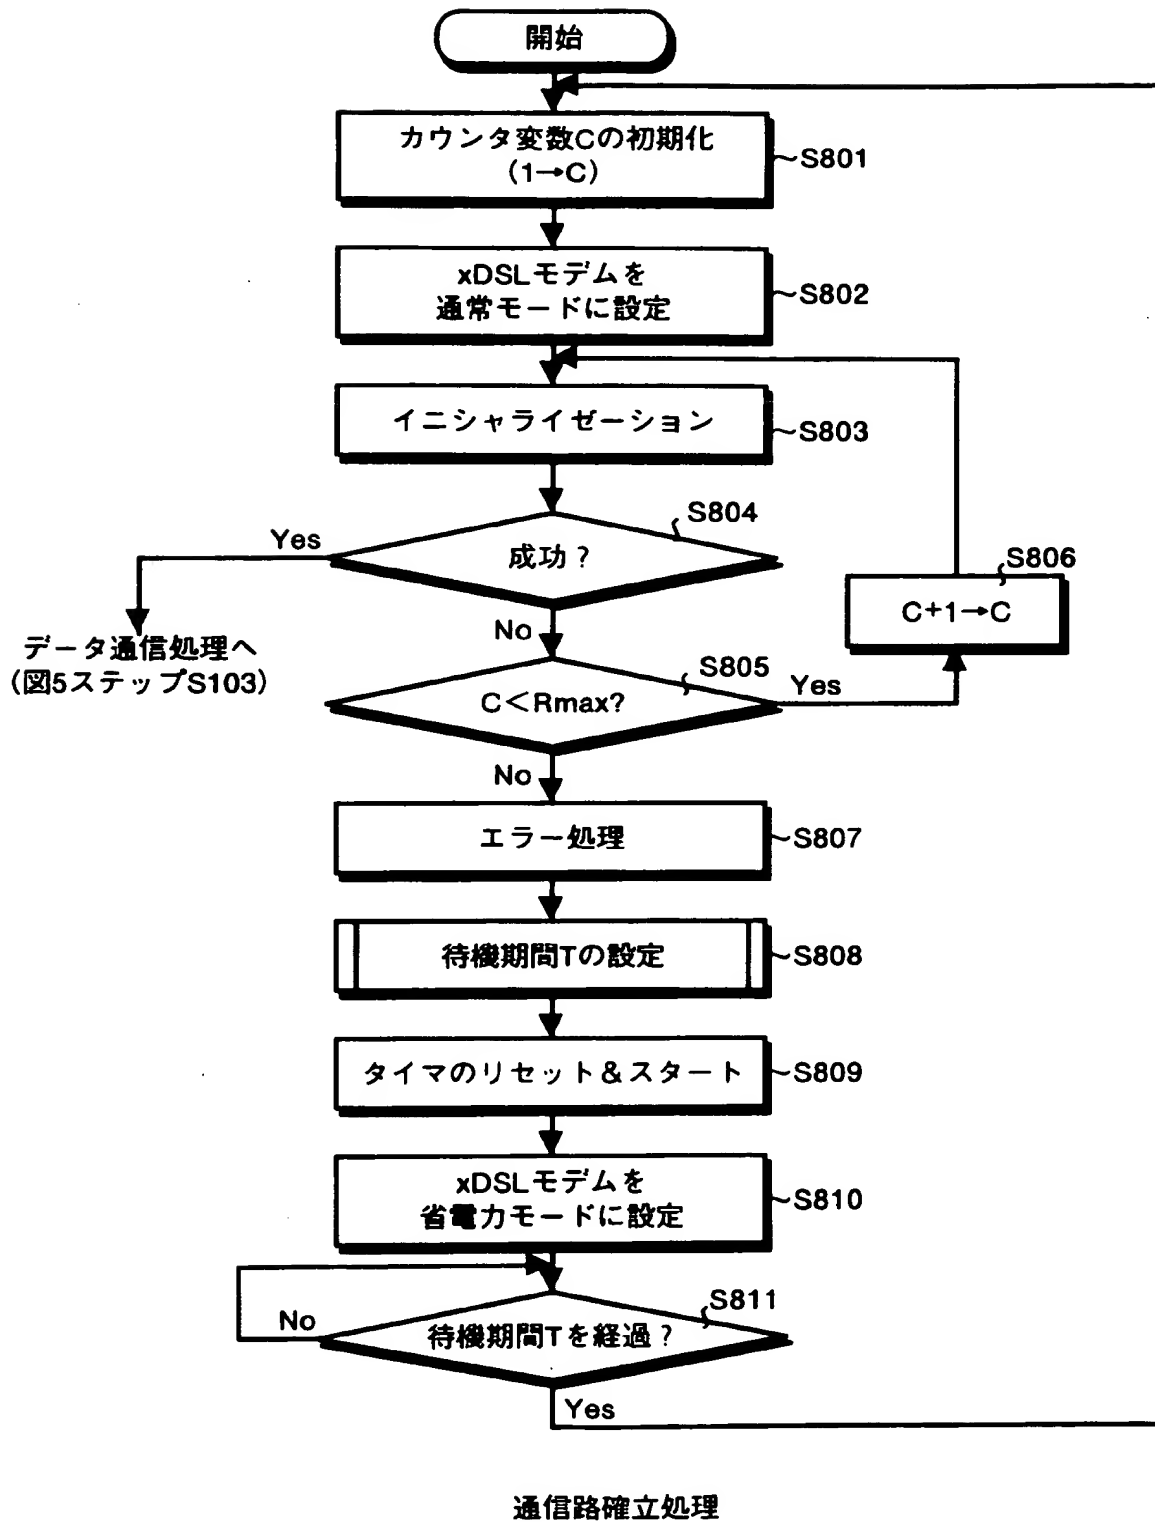 開始
カウンタ変数Cの初期化
(1→C)
S801
xDSLモデムを
通常モードに設定
S802
イニシャライゼーション
S803
S804
Yes
成功？
S806
C+1→C
No
データ通信処理へ
(図5ステップS103)
S805
C＜Rmax?
Yes
No
エラー処理
S807
待機期間Tの設定
S808
タイマのリセット＆スタート
S809
xDSLモデムを
省電力モードに設定
S810
S811
No
待機期間Tを経過？
Yes
通信路確立処理